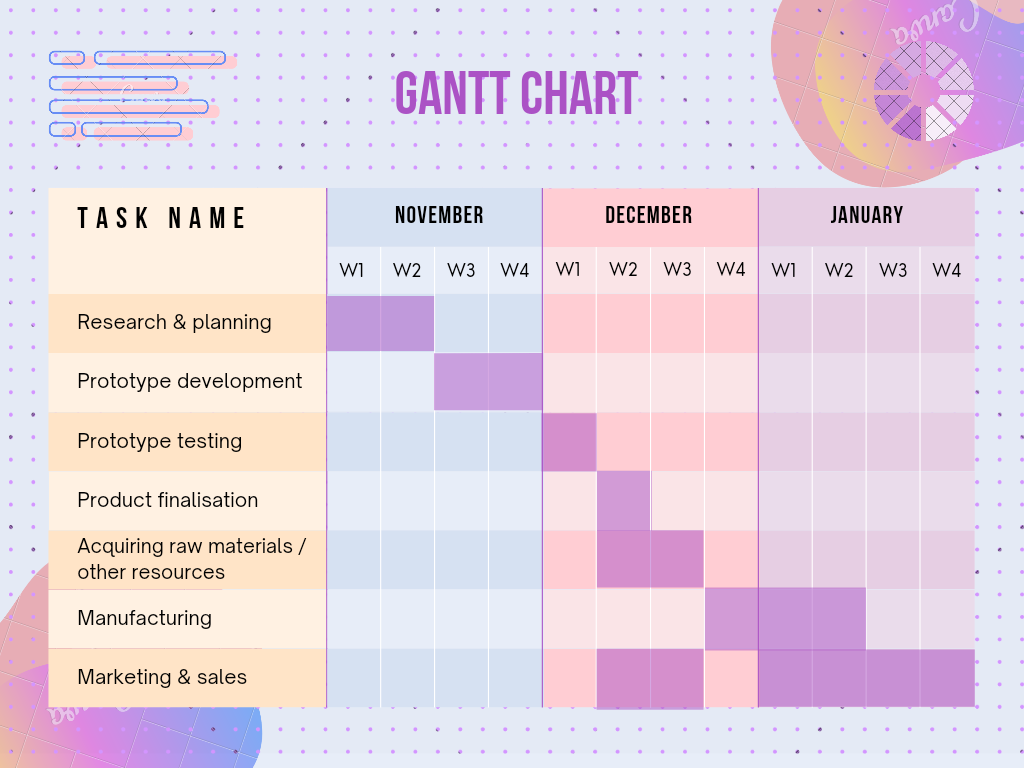 GANTT CHART
TASK NAME
NOVEMBER DECEMBER JANUARY
W1 W2 W3 W4 W1 W2 W3 W4 W1 W2 W3 W4
Research & planning
Prototype development
Prototype testing
Product finalisation
Acquiring raw materials /
other resources
Manufacturing
Marketing & sales
Canva